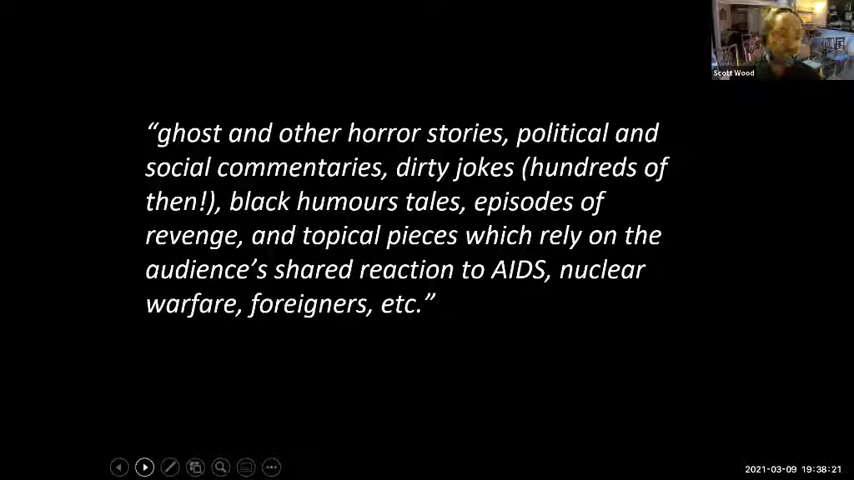 Scott Wood
“ghost and other horror stories, political and
social commentaries, dirty jokes (hundreds of
then!), black humours tales, episodes of
revenge, and topical pieces which rely on the
audience’s shared reaction to AIDS, nuclear
warfare, foreigners, etc.”
2021-03-09 19:38:21